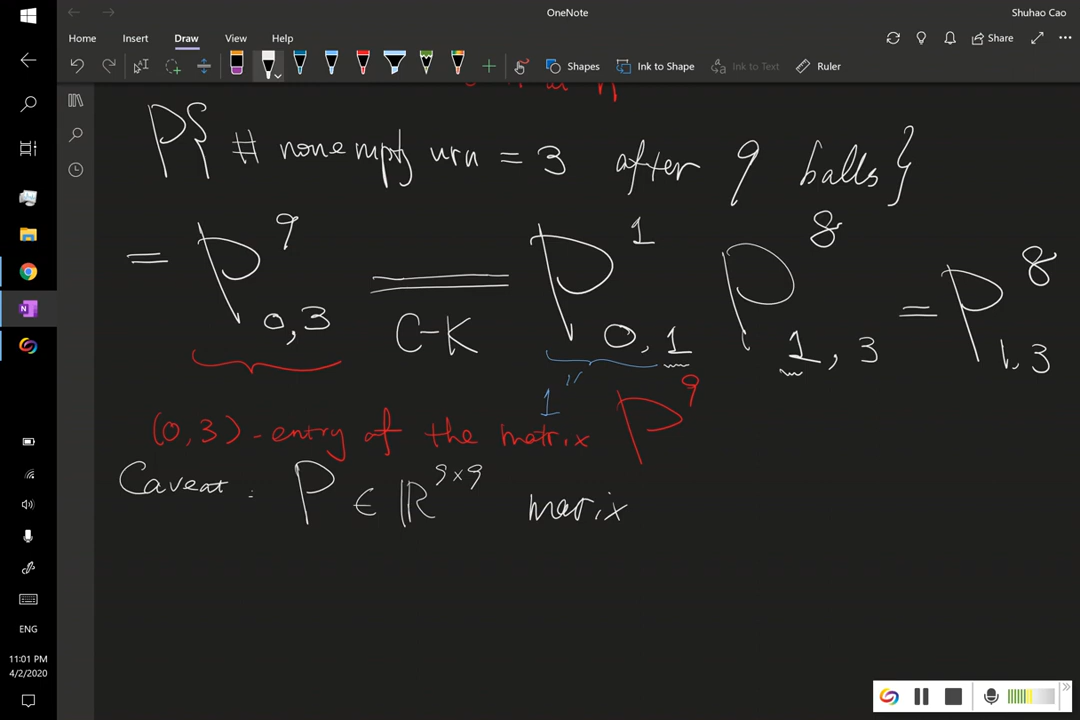 OneNote
Shuhao Cao
Home Insert Draw View Help
Share
Shapes Ink to Shape Ink to Text Ruler
P{ # nonempty urn = 3 after 9 balls}
= P^9_{0,3} = P^1_{0,1} P^8_{1,3} = P^8_{1,3}
C-K
1 "
(0,3)-entry of the matrix P^9
Caveat : P ∈ ℝ^{9×9} matrix
ENG
11:01 PM
4/2/2020